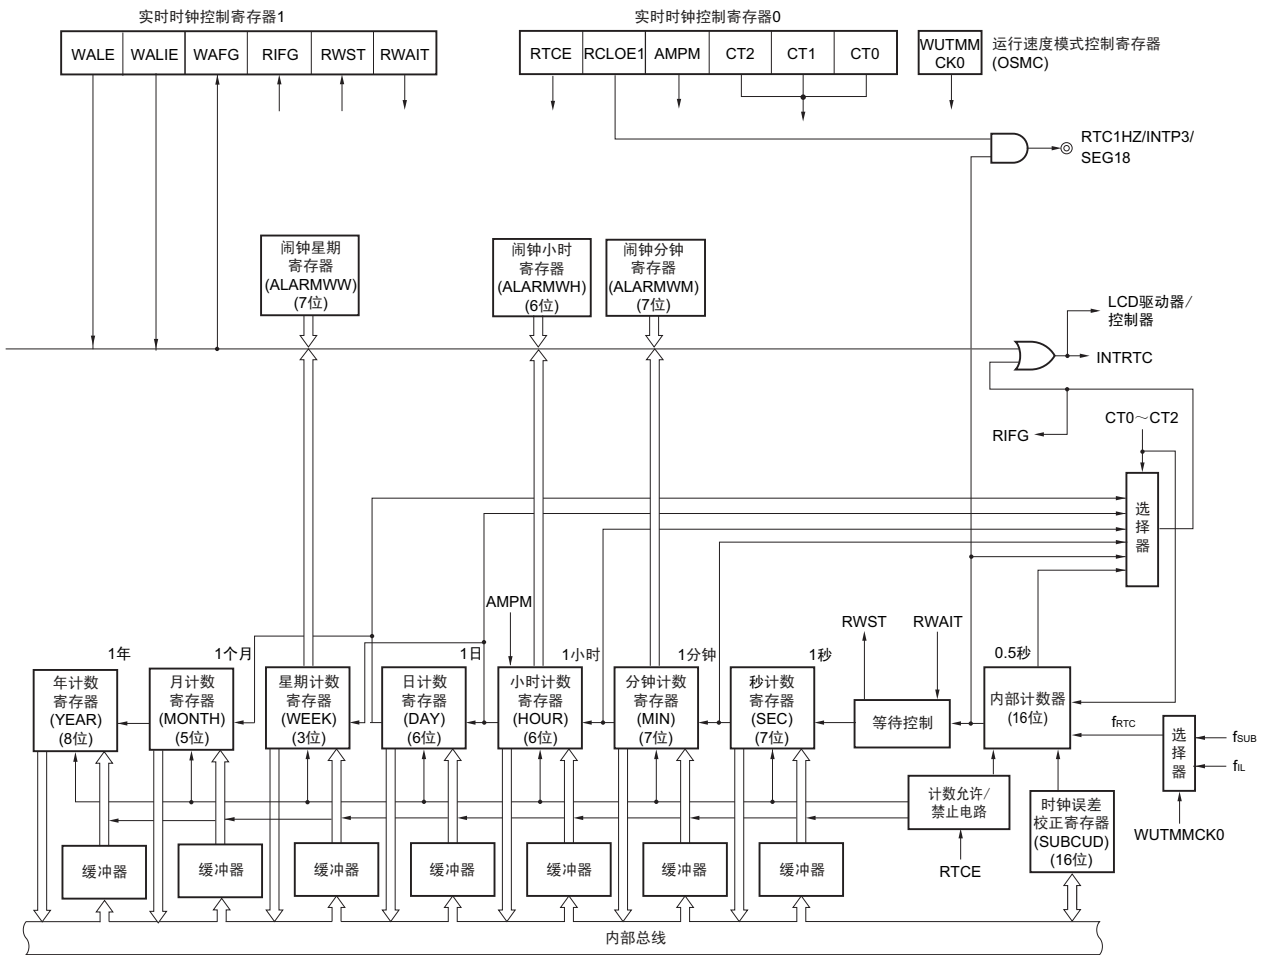 实时时钟控制寄存器1
实时时钟控制寄存器0
WALE WALIE WAFG RIFG RWST RWAIT
RTCE RCLOE1 AMPM CT2 CT1 CT0
WUTMM
CK0
运行速度模式控制寄存器
(OSMC)
RTC1HZ/INTP3/
SEG18
闹钟星期
寄存器
(ALARMWW)
(7位)
闹钟小时
寄存器
(ALARMWH)
(6位)
闹钟分钟
寄存器
(ALARMWM)
(7位)
LCD驱动器/
控制器
INTRTC
RIFG
CT0～CT2
选
择
器
AMPM
RWST
RWAIT
1年
1个月
1日
1小时
1分钟
1秒
0.5秒
年计数
寄存器
(YEAR)
(8位)
月计数
寄存器
(MONTH)
(5位)
星期计数
寄存器
(WEEK)
(3位)
日计数
寄存器
(DAY)
(6位)
小时计数
寄存器
(HOUR)
(6位)
分钟计数
寄存器
(MIN)
(7位)
秒计数
寄存器
(SEC)
(7位)
等待控制
内部计数器
(16位)
fRTC
选
择
器
fSUB
fIL
WUTMMCK0
计数允许/
禁止电路
RTCE
时钟误差
校正寄存器
(SUBCUD)
(16位)
缓冲器
缓冲器
缓冲器
缓冲器
缓冲器
缓冲器
缓冲器
内部总线